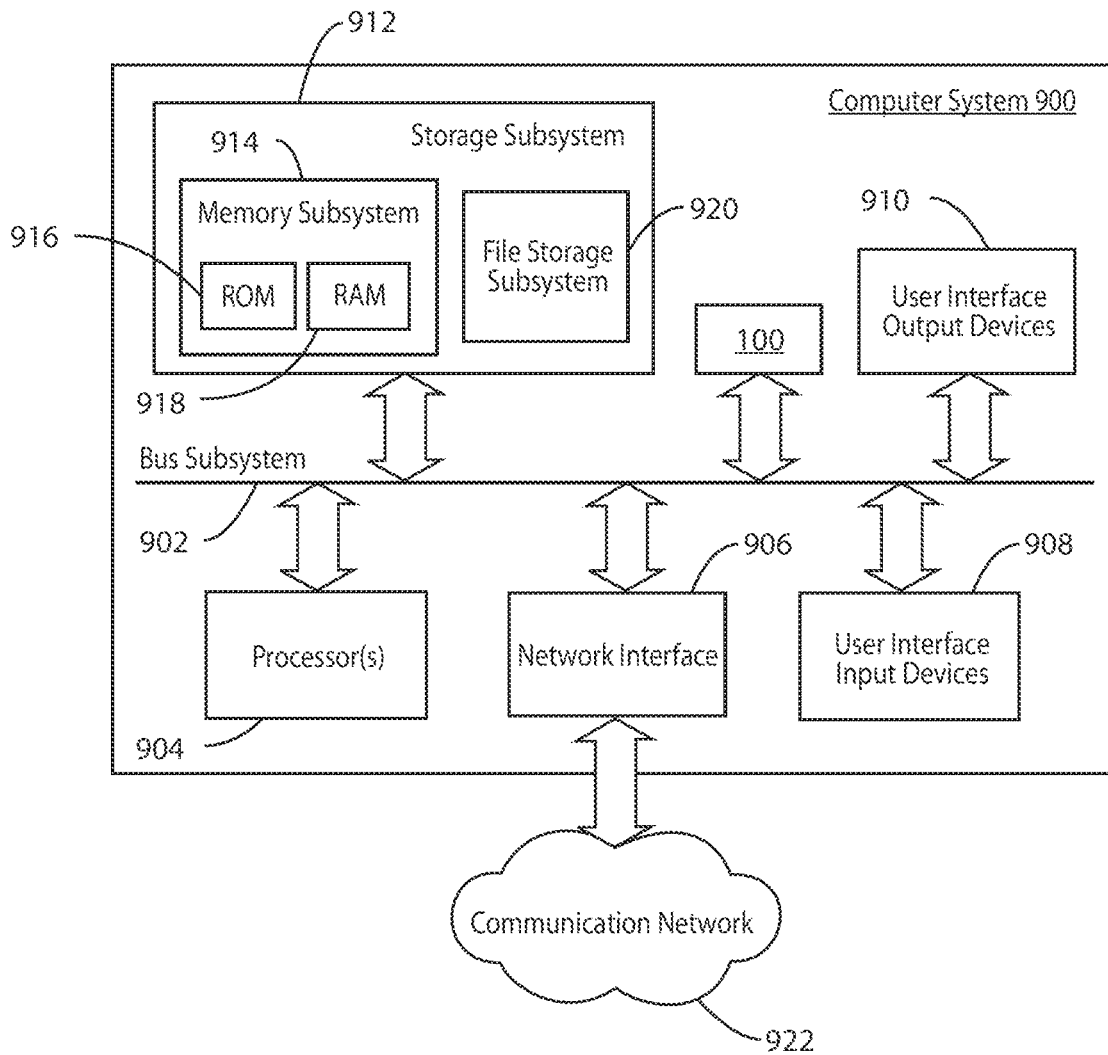 912
Computer System 900
Storage Subsystem
914
Memory Subsystem
916
ROM
RAM
918
File Storage
Subsystem
920
100
910
User Interface
Output Devices
Bus Subsystem
902
Processor(s)
904
906
Network Interface
908
User Interface
Input Devices
Communication Network
922